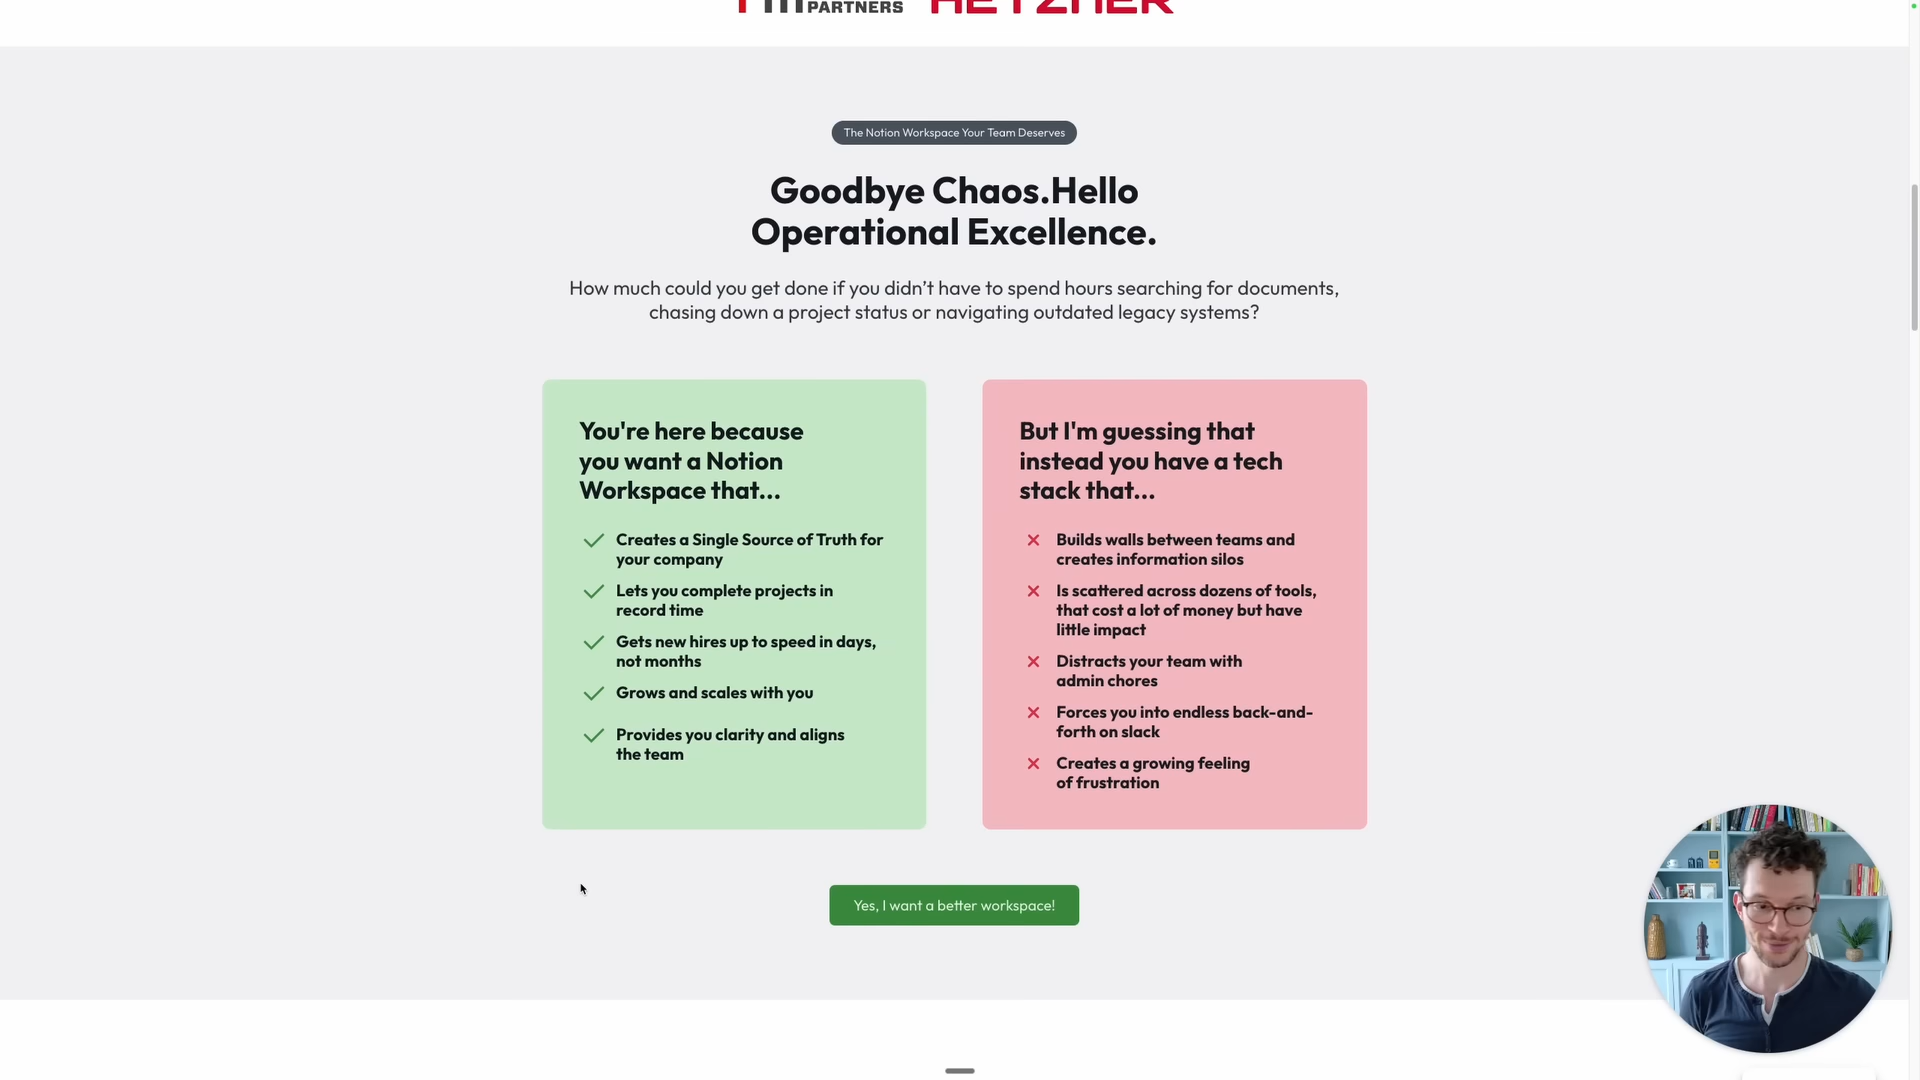 PARTNERS HETZNER
The Notion Workspace Your Team Deserves
Goodbye Chaos.Hello
Operational Excellence.
How much could you get done if you didn’t have to spend hours searching for documents,
chasing down a project status or navigating outdated legacy systems?
You're here because
you want a Notion
Workspace that...
Creates a Single Source of Truth for
your company
Lets you complete projects in
record time
Gets new hires up to speed in days,
not months
Grows and scales with you
Provides you clarity and aligns
the team
But I'm guessing that
instead you have a tech
stack that...
Builds walls between teams and
creates information silos
Is scattered across dozens of tools,
that cost a lot of money but have
little impact
Distracts your team with
admin chores
Forces you into endless back-and-
forth on slack
Creates a growing feeling
of frustration
Yes, I want a better workspace!